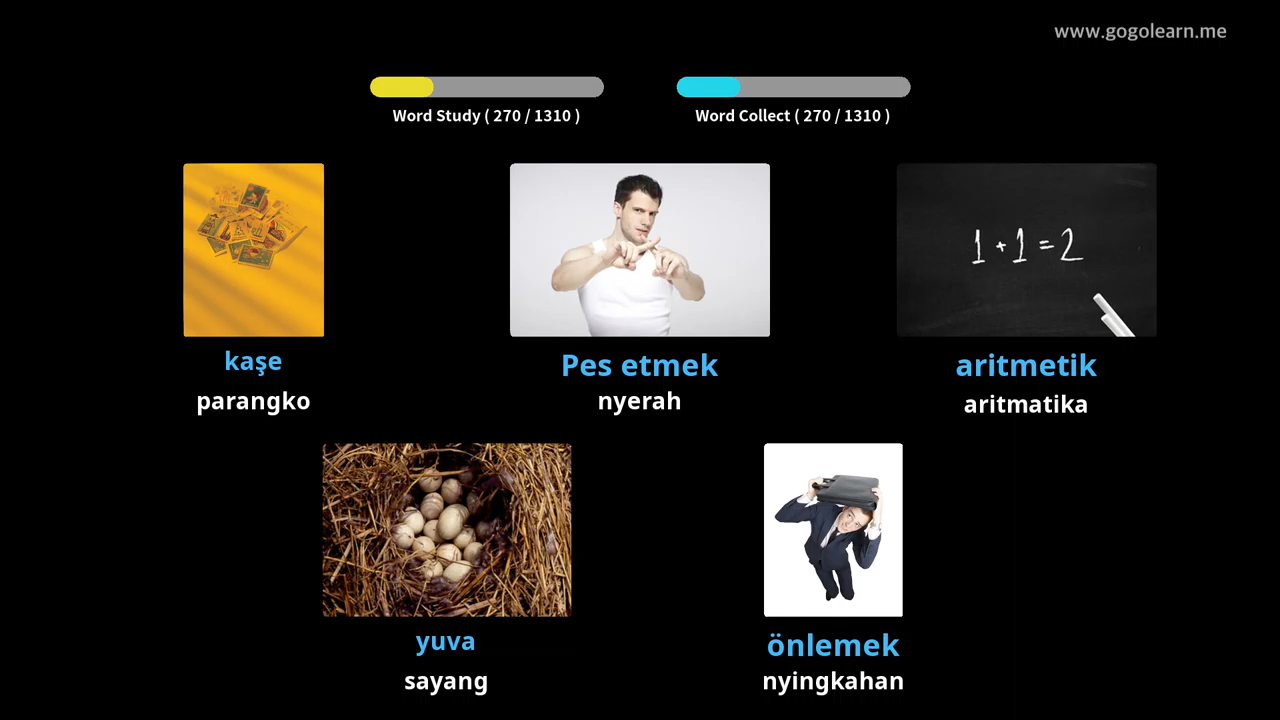 www.gogolearn.me
Word Study ( 270 / 1310 )
Word Collect ( 270 / 1310 )
kaşe
parangko
Pes etmek
nyerah
aritmetik
aritmatika
1 + 1 = 2
yuva
sayang
önlemek
nyingkahan